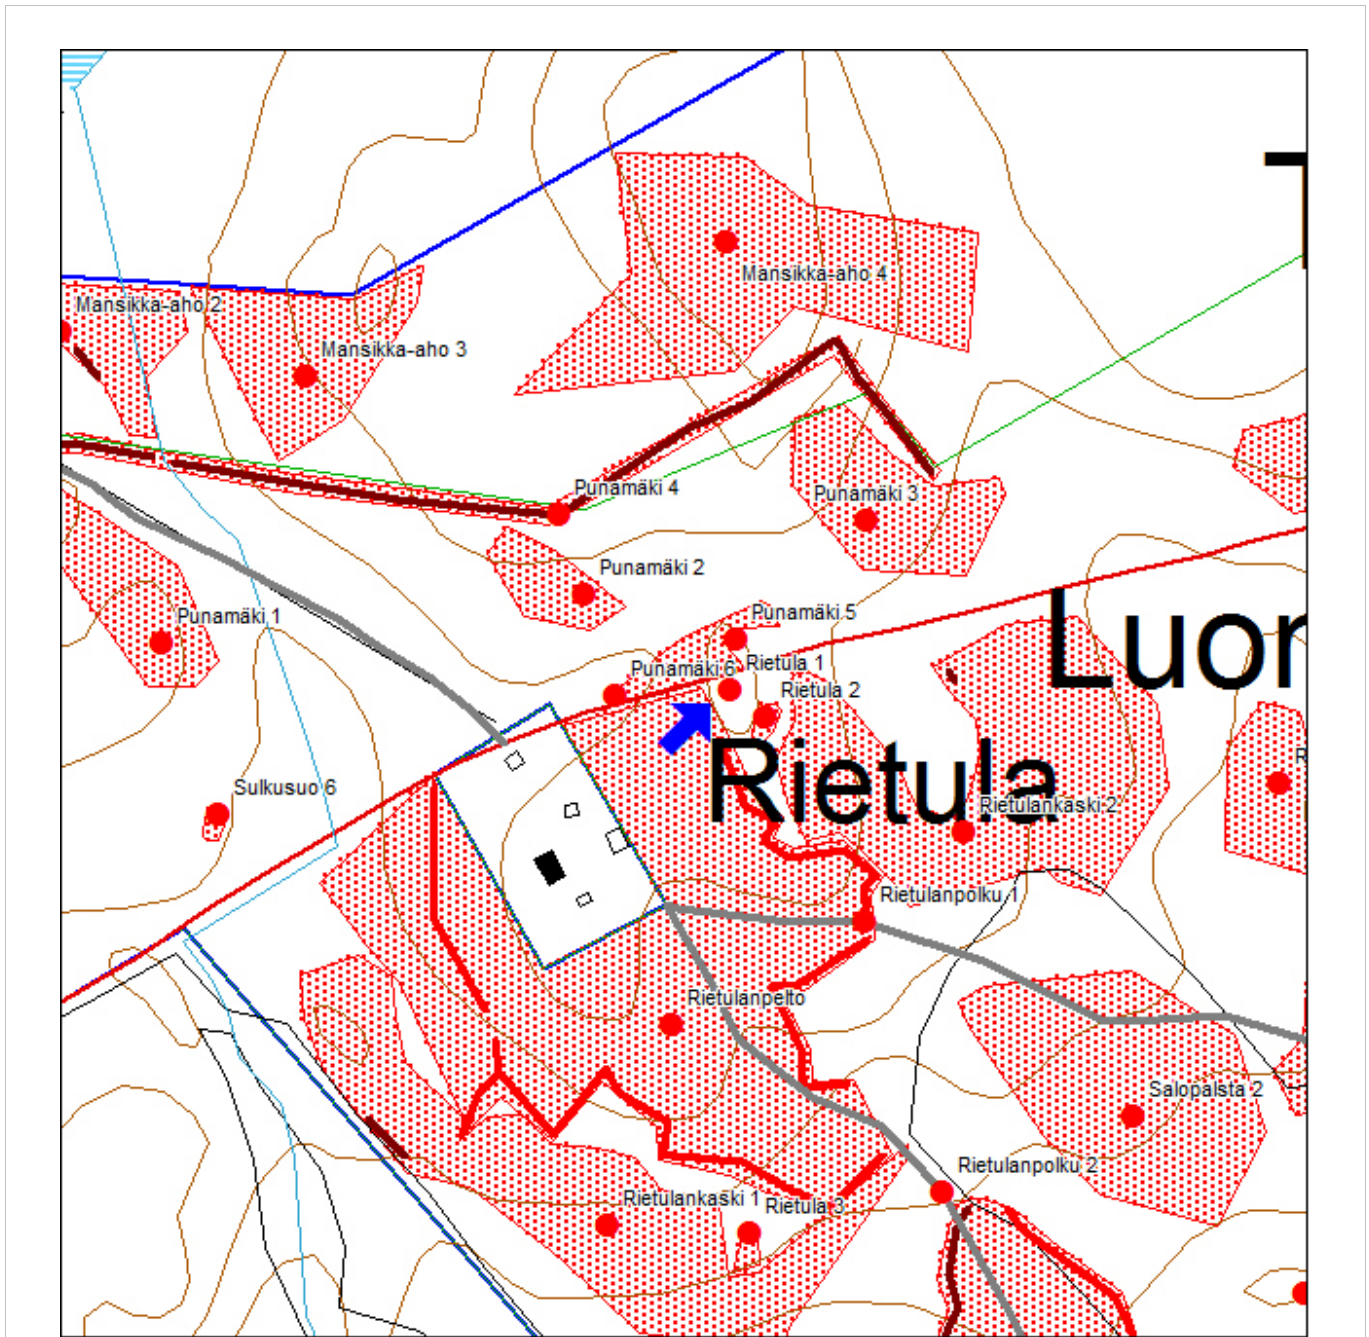 T
Mansikka-aho 4
Mansikka-aho 2
Mansikka-aho 3
Punamäki 4
Punamäki 3
Punamäki 2
Punamäki 1
Punamäki 5
Luon
Punamäki 6
Rietula 1
Rietula 2
Rietula
R
Sulkusuo 6
Rietulankaski 2
Rietulanpolku 1
Rietulanpelto
Salopalsta 2
Rietulanpolku 2
Rietulankaski 1
Rietula 3